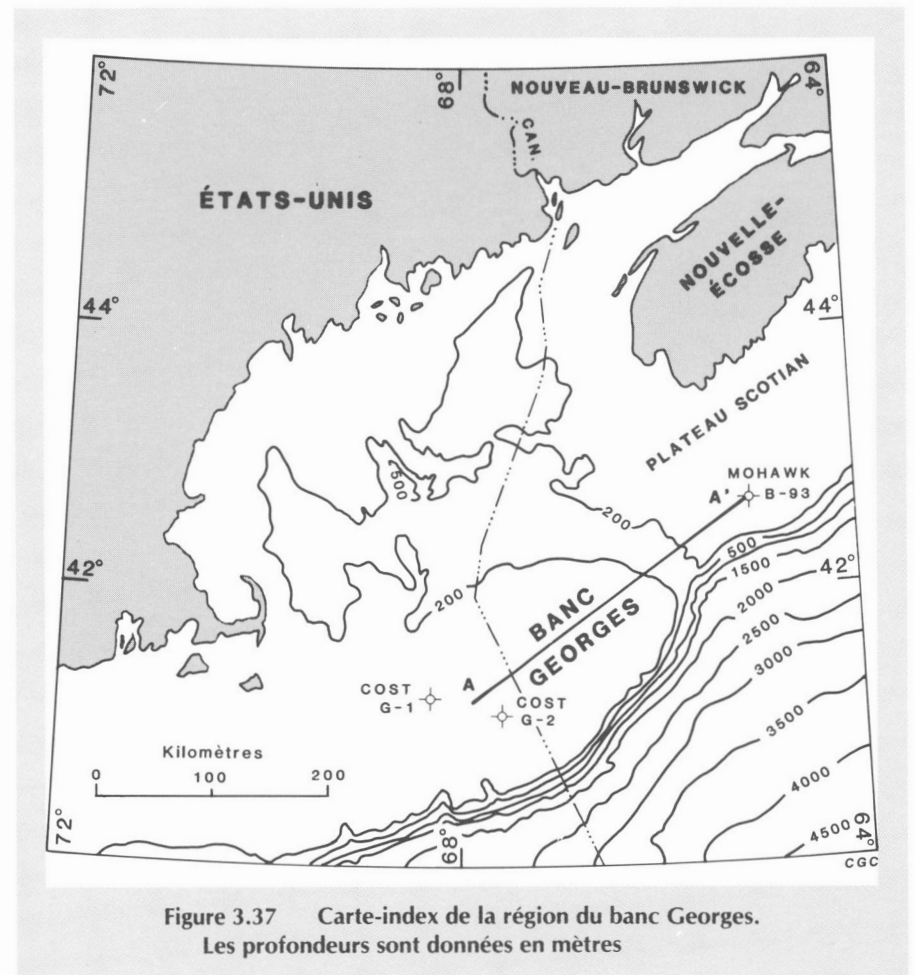 72°
68°
64°
NOUVEAU-BRUNSWICK
CAN.
ÉTATS-UNIS
NOUVELLE-
ÉCOSSE
44°
44°
PLATEAU SCOTIAN
500
MOHAWK
A' B-93
200
500
1500
42°
42°
200
2000
BANC
GEORGES
2500
3000
COST
G-1
A
COST
G-2
3500
Kilomètres
0 100 200
4000
4500
72°
68°
64°
CGC
Figure 3.37 Carte-index de la région du banc Georges.
Les profondeurs sont données en mètres